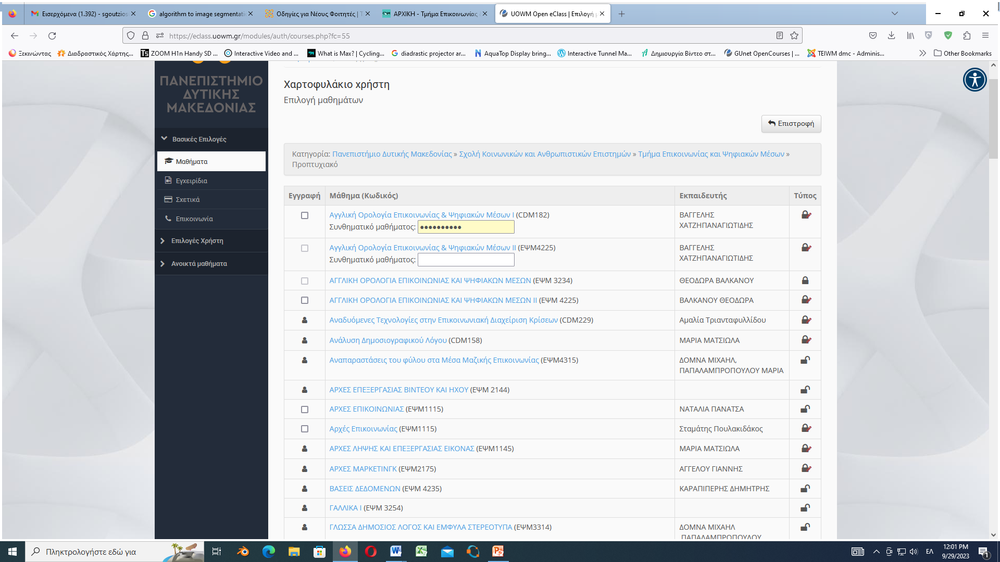 Εισερχόμενα (1.392) - sgoutzios
algorithm to image segmentatic
Οδηγίες για Νέους Φοιτητές | Τ
ΑΡΧΙΚΗ - Τμήμα Επικοινωνίας
UOWM Open eClass | Επιλογή
https://eclass.uowm.gr/modules/auth/courses.php?fc=55
Ξεκινώντας
Διαδραστικός Χάρτης...
ZOOM H1n Handy SD ...
Interactive Video and ...
What is Max? | Cycling...
diadrastic projector ar...
AquaTop Display bring...
Interactive Tunnel Ma...
Δημιουργία Βίντεο στ...
GUnet OpenCourses | ...
TEIWM dmc - Adminis...
Other Bookmarks
ΠΑΝΕΠΙΣΤΗΜΙΟ
ΔΥΤΙΚΗΣ
ΜΑΚΕΔΟΝΙΑΣ
Βασικές Επιλογές
Μαθήματα
Εγχειρίδια
Σχετικά
Επικοινωνία
Επιλογές Χρήστη
Ανοικτά μαθήματα
Χαρτοφυλάκιο χρήστη
Επιλογή μαθημάτων
Επιστροφή
Κατηγορία: Πανεπιστήμιο Δυτικής Μακεδονίας » Σχολή Κοινωνικών και Ανθρωπιστικών Επιστημών » Τμήμα Επικοινωνίας και Ψηφιακών Μέσων »
Προπτυχιακό
Εγγραφή Μάθημα (Κωδικός) Εκπαιδευτής Τύπος
Αγγλική Ορολογία Επικοινωνίας & Ψηφιακών Μέσων Ι (CDM182) ΒΑΓΓΕΛΗΣ
Συνθηματικό μαθήματος: ●●●●●●●●●● ΧΑΤΖΗΠΑΝΑΓΙΩΤΙΔΗΣ
Αγγλική Ορολογία Επικοινωνίας & Ψηφιακών Μέσων ΙΙ (ΕΨΜ4225) ΒΑΓΓΕΛΗΣ
Συνθηματικό μαθήματος: ΧΑΤΖΗΠΑΝΑΓΙΩΤΙΔΗΣ
ΑΓΓΛΙΚΗ ΟΡΟΛΟΓΙΑ ΕΠΙΚΟΙΝΩΝΙΑΣ ΚΑΙ ΨΗΦΙΑΚΩΝ ΜΕΣΩΝ (ΕΨΜ 3234) ΘΕΟΔΩΡΑ ΒΑΛΚΑΝΟΥ
ΑΓΓΛΙΚΗ ΟΡΟΛΟΓΙΑ ΕΠΙΚΟΙΝΩΝΙΑΣ ΚΑΙ ΨΗΦΙΑΚΩΝ ΜΕΣΩΝ ΙΙ (ΕΨΜ 4225) ΒΑΛΚΑΝΟΥ ΘΕΟΔΩΡΑ
Αναδυόμενες Τεχνολογίες στην Επικοινωνιακή Διαχείριση Κρίσεων (CDM229) Αμαλία Τριανταφυλλίδου
Ανάλυση Δημοσιογραφικού Λόγου (CDM158) ΜΑΡΙΑ ΜΑΤΣΙΩΛΑ
Αναπαραστάσεις του φύλου στα Μέσα Μαζικής Επικοινωνίας (ΕΨΜ4315) ΔΟΜΝΑ ΜΙΧΑΗΛ,
ΠΑΠΑΛΑΜΠΡΟΠΟΥΛΟΥ ΜΑΡΙΑ
ΑΡΧΕΣ ΕΠΕΞΕΡΓΑΣΙΑΣ ΒΙΝΤΕΟΥ ΚΑΙ ΗΧΟΥ (ΕΨΜ 2144)
ΑΡΧΕΣ ΕΠΙΚΟΙΝΩΝΙΑΣ (ΕΨΜ1115) ΝΑΤΑΛΙΑ ΠΑΝΑΤΣΑ
Αρχές Επικοινωνίας (ΕΨΜ1115) Σταμάτης Πουλακιδάκος
ΑΡΧΕΣ ΛΗΨΗΣ ΚΑΙ ΕΠΕΞΕΡΓΑΣΙΑΣ ΕΙΚΟΝΑΣ (ΕΨΜ1145) ΜΑΡΙΑ ΜΑΤΣΙΩΛΑ
ΑΡΧΕΣ ΜΑΡΚΕΤΙΝΓΚ (ΕΨΜ2175) ΑΓΓΕΛΟΥ ΓΙΑΝΝΗΣ
ΒΑΣΕΙΣ ΔΕΔΟΜΕΝΩΝ (ΕΨΜ 4235) ΚΑΡΑΠΙΠΕΡΗΣ ΔΗΜΗΤΡΗΣ
ΓΑΛΛΙΚΑ Ι (ΕΨΜ 3254)
ΓΛΩΣΣΑ ΔΗΜΟΣΙΟΣ ΛΟΓΟΣ ΚΑΙ ΕΜΦΥΛΑ ΣΤΕΡΕΟΤΥΠΑ (ΕΨΜ3314) ΔΟΜΝΑ ΜΙΧΑΗΛ
,ΠΑΠΑΛΑΜΠΡΟΠΟΥΛΟΥ
Πληκτρολογήστε εδώ για
ΕΛ
12:01 PM
9/29/2023
1